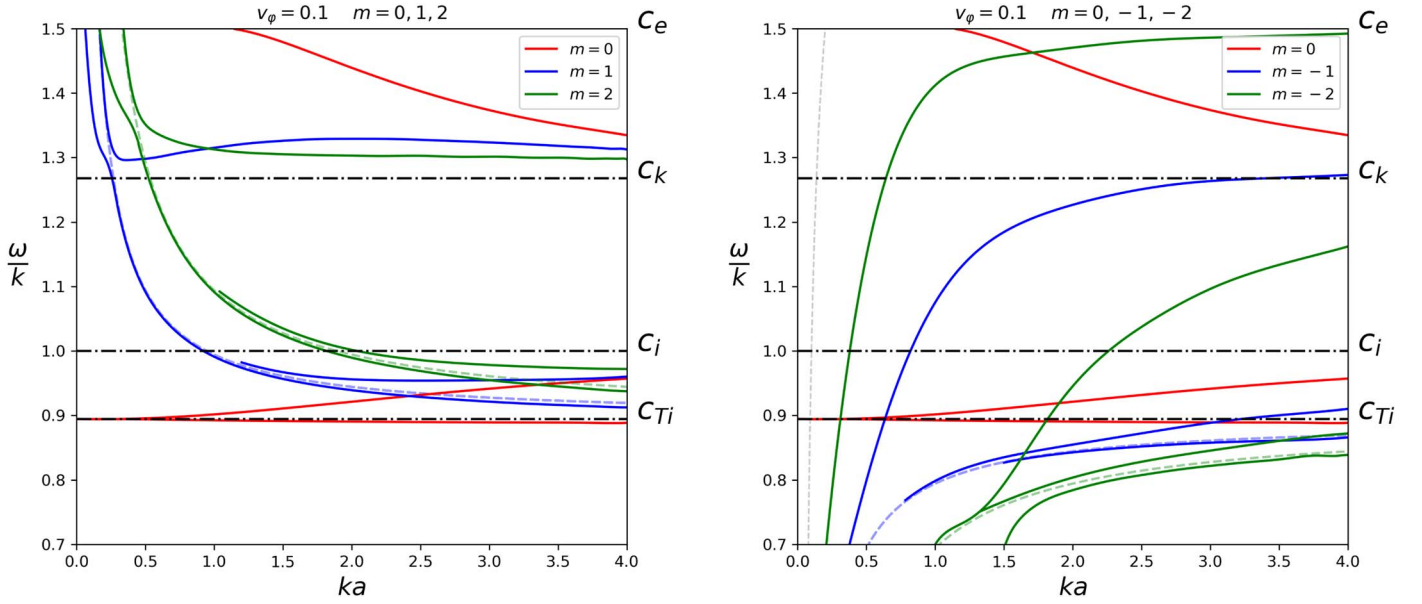 v_φ = 0.1 m = 0, 1, 2
m = 0
m = 1
m = 2
1.5
1.4
1.3
1.2
1.1
1.0
0.9
0.8
0.7
ω/k
0.0 0.5 1.0 1.5 2.0 2.5 3.0 3.5 4.0
ka
c_e
c_k
c_i
c_Ti
v_φ = 0.1 m = 0, −1, −2
m = 0
m = −1
m = −2
1.5
1.4
1.3
1.2
1.1
1.0
0.9
0.8
0.7
ω/k
0.0 0.5 1.0 1.5 2.0 2.5 3.0 3.5 4.0
ka
c_e
c_k
c_i
c_Ti